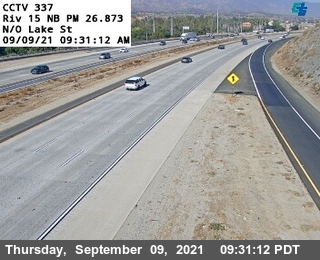 CCTV 337
Riv 15 NB PM 26.873
N/O Lake St
09/09/21 09:31:12 AM
Thursday, September 09, 2021 09:31:12 PDT